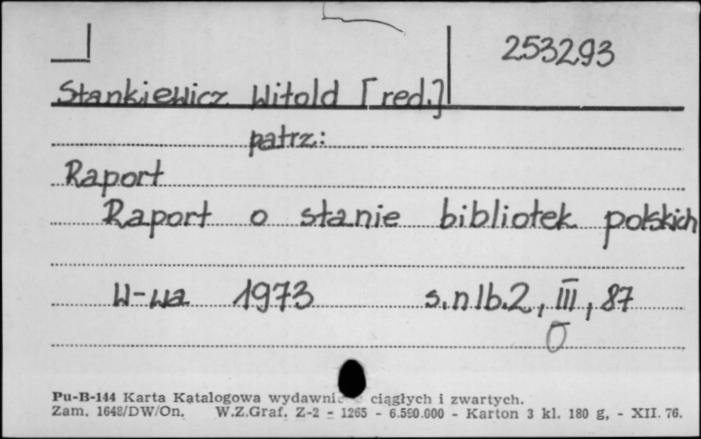 253293
Stankiewicz Witold [red.]
patrz:
Raport
Raport o stanie bibliotek polskich
W-wa 1973 s.nlb.2, III, 87
Pu-B-144 Karta Katalogowa wydawnic ciągłych i zwartych.
Zam. 1648/DW/On. W.Z.Graf. Z-2 - 1265 - 6.590.000 - Karton 3 kl. 180 g, - XII. 76.